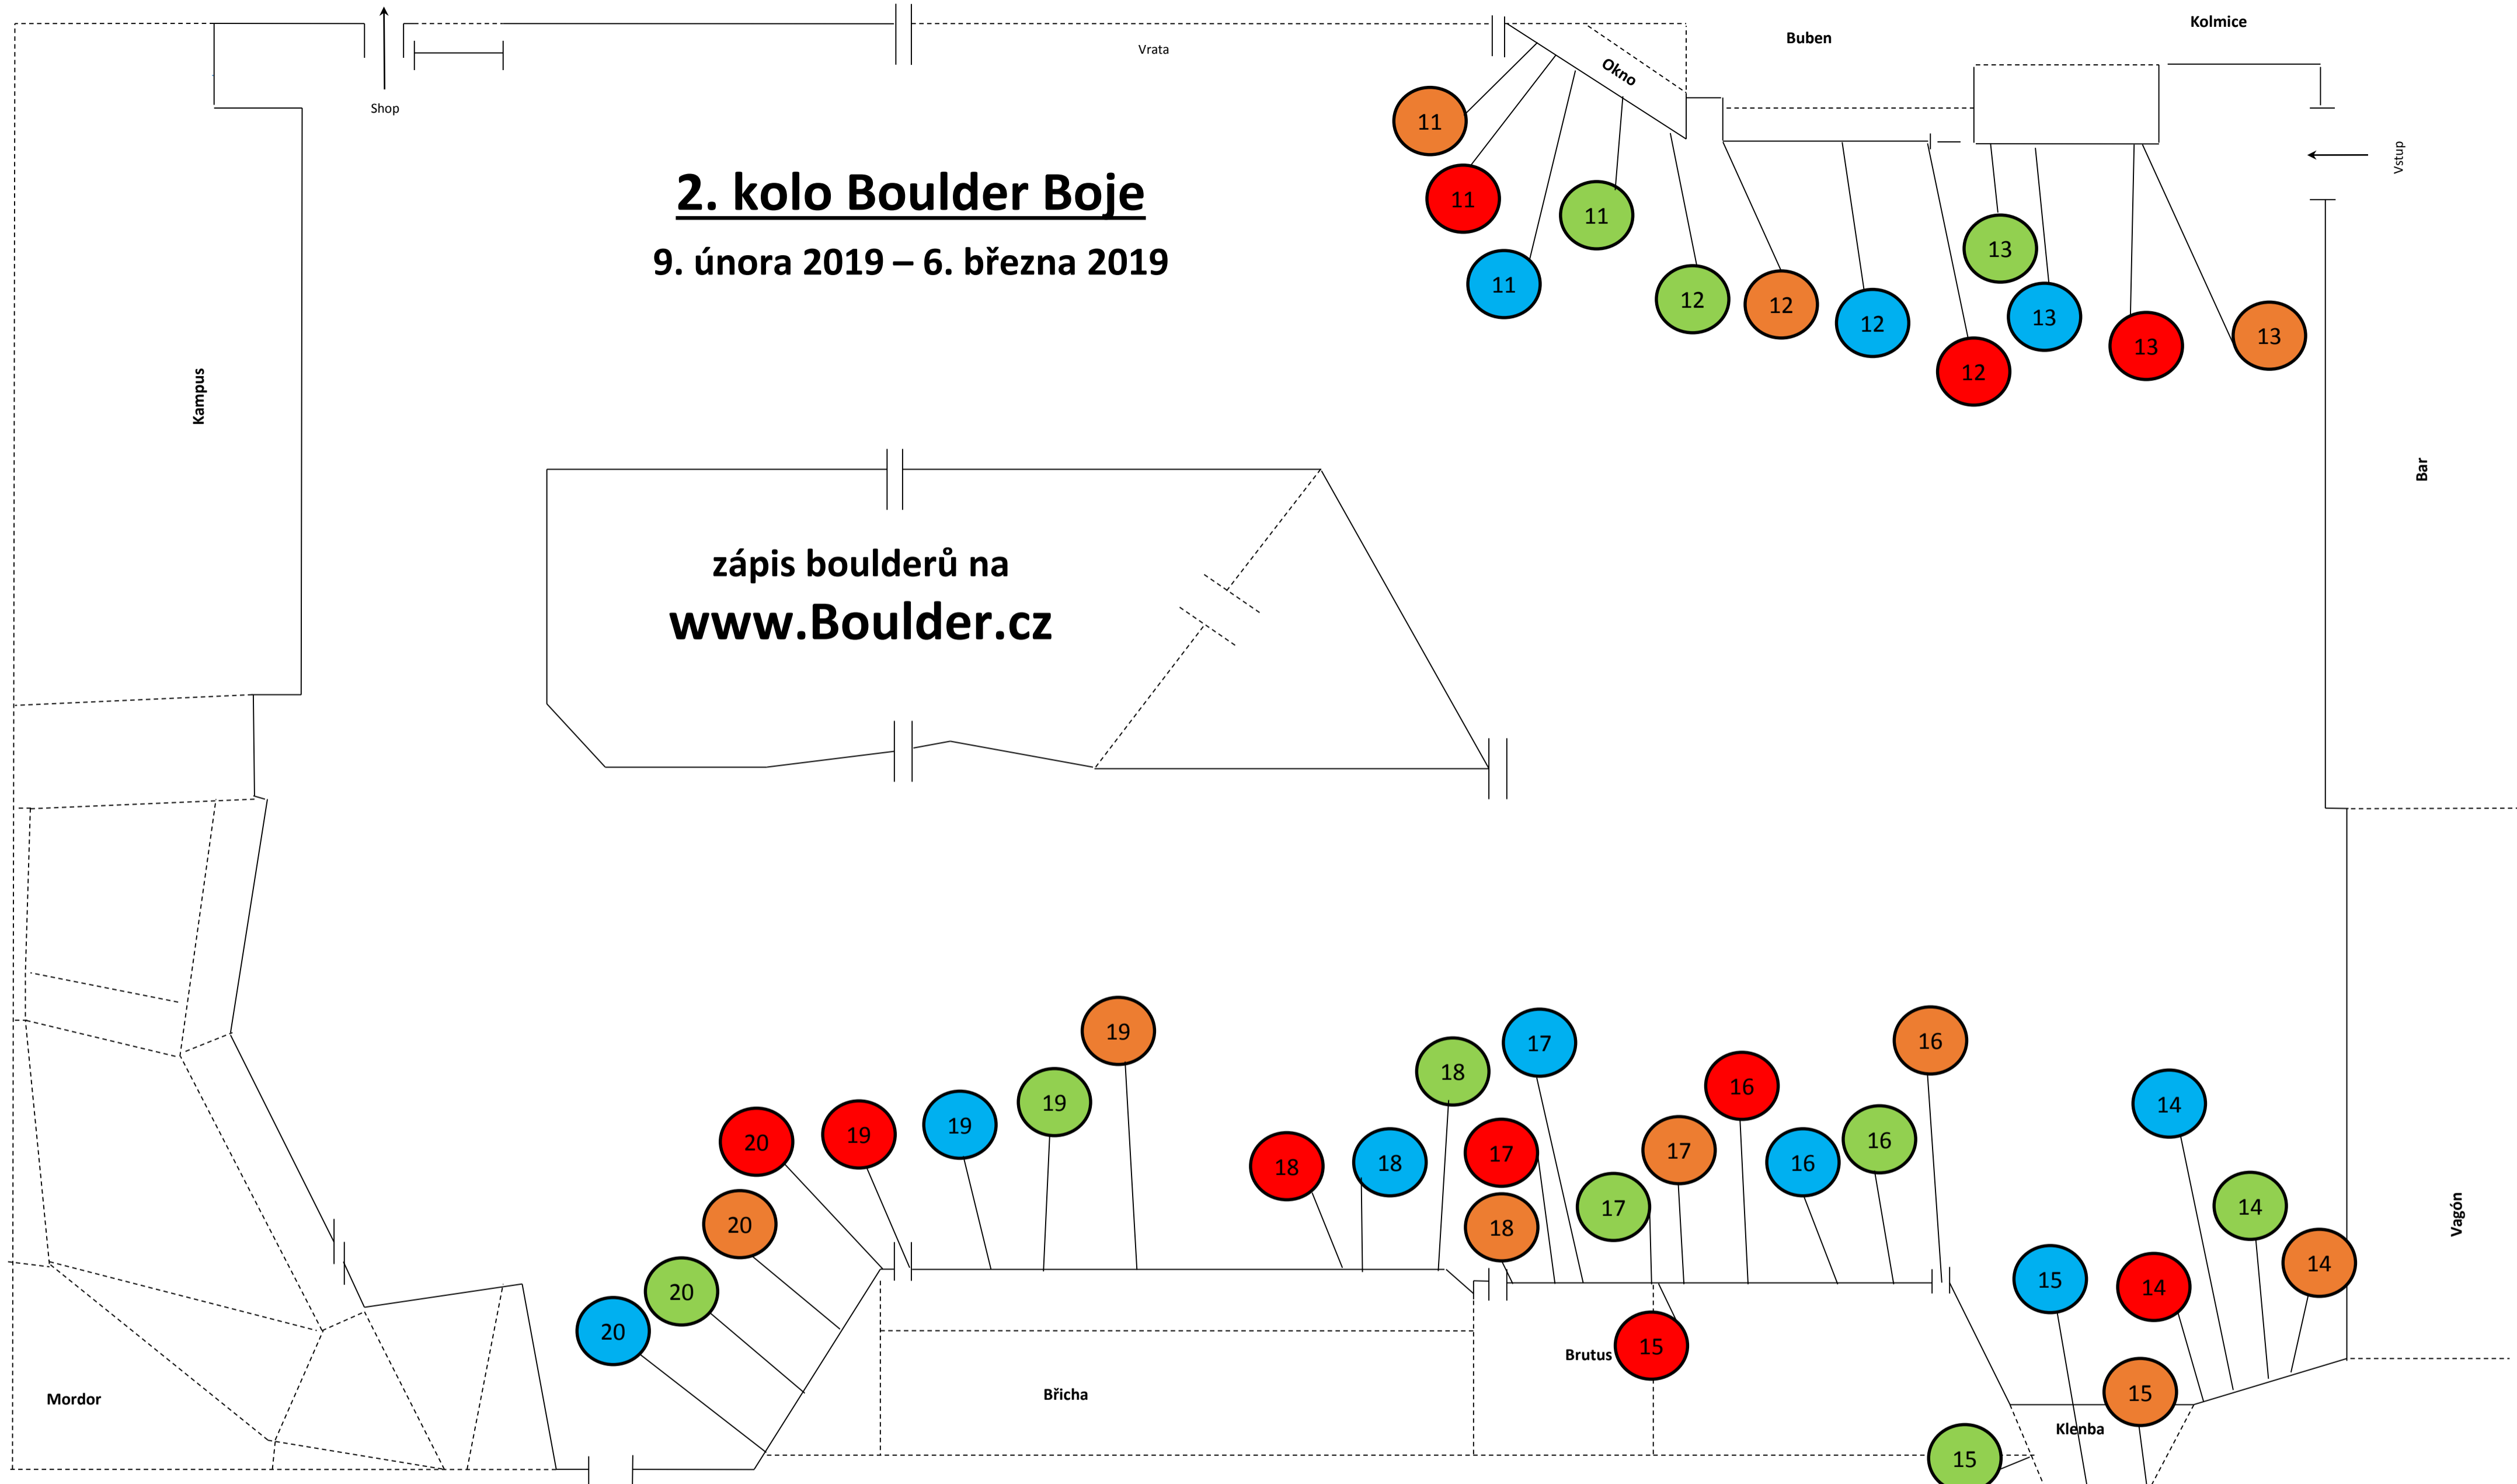 Kolmice
Buben
Vrata
Okno
Shop
11
11
11
11
12
12
12
12
13
13
13
13
Vstup
2. kolo Boulder Boje
9. února 2019 – 6. března 2019
Kampus
Bar
zápis boulderů na
www.Boulder.cz
19
17
16
18
16
19
14
19
19
20
17
17
16
16
18
18
17
14
20
18
14
14
20
15
20
15
Brutus
Břicha
Mordor
15
Klenba
15
Vagón